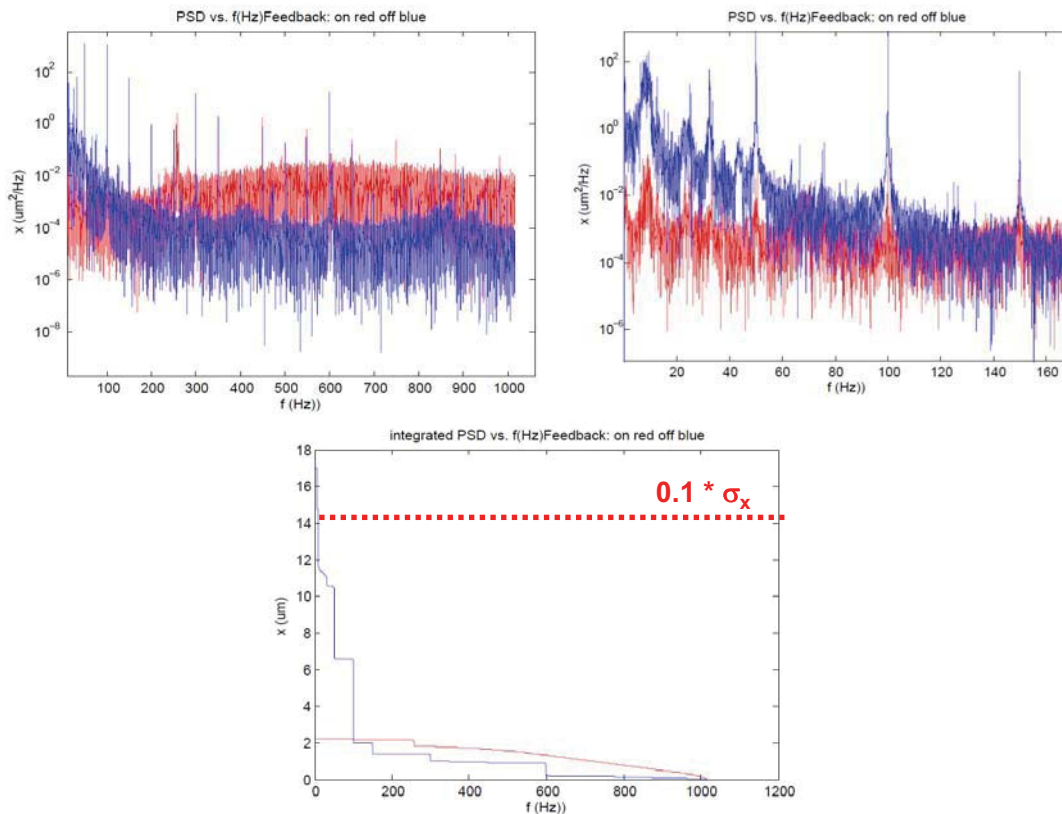 PSD vs. f(Hz)Feedback: on red off blue
x (um²/Hz)
10²
10⁰
10⁻²
10⁻⁴
10⁻⁶
10⁻⁸
100 200 300 400 500 600 700 800 900 1000
f (Hz))
PSD vs. f(Hz)Feedback: on red off blue
x (um²/Hz)
10²
10⁰
10⁻²
10⁻⁴
10⁻⁶
20 40 60 80 100 120 140 160
f (Hz))
integrated PSD vs. f(Hz)Feedback: on red off blue
0.1 * σₓ
x (um)
18
16
14
12
10
8
6
4
2
0
0 200 400 600 800 1000 1200
f (Hz))